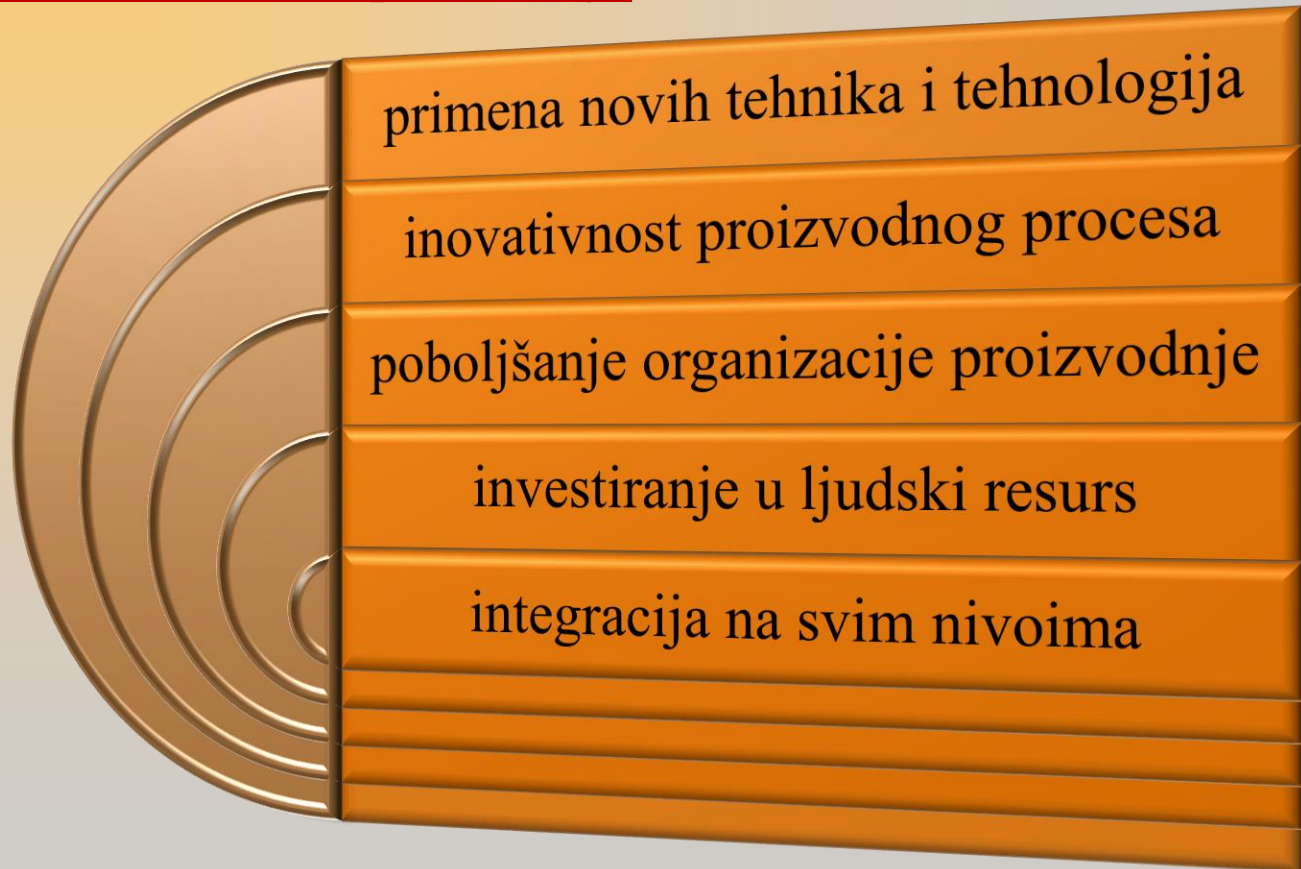 primena novih tehnika i tehnologija
inovativnost proizvodnog procesa
poboljšanje organizacije proizvodnje
investiranje u ljudski resurs
integracija na svim nivoima